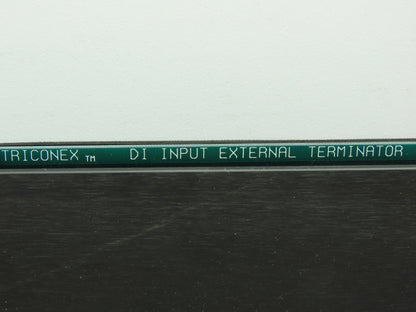 TRICONEX TM DI INPUT EXTERNAL TERMINATOR